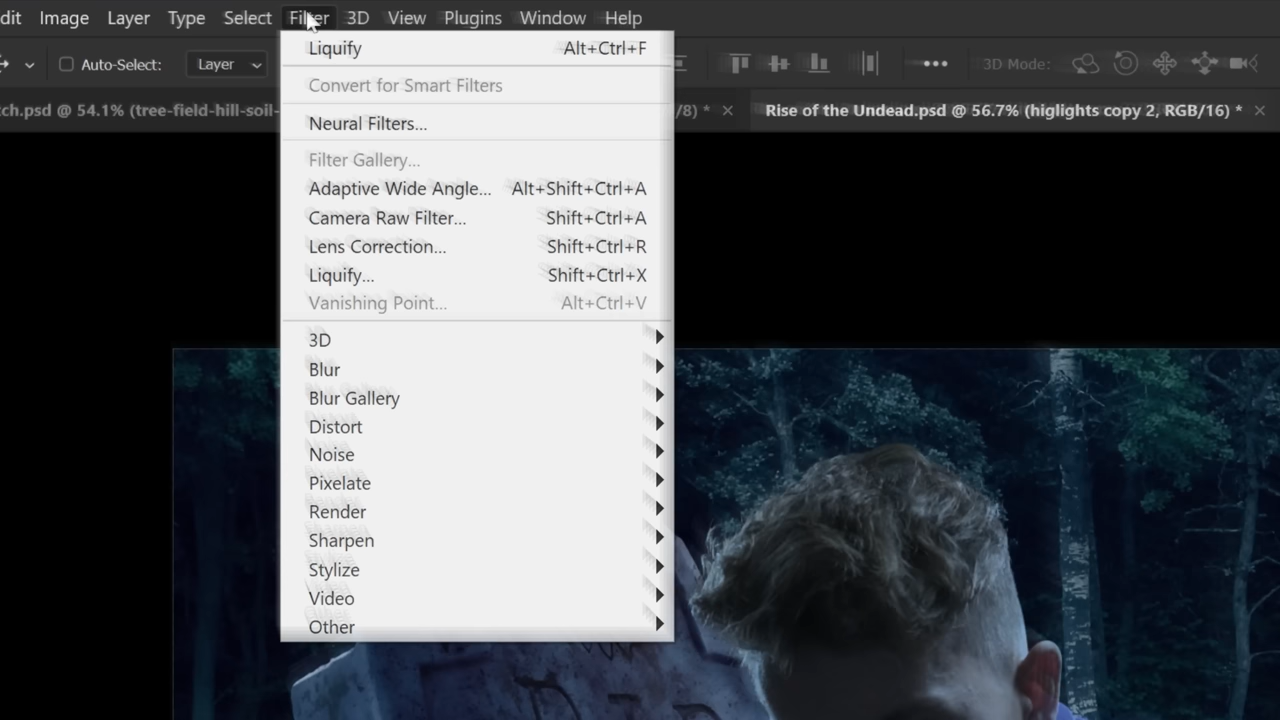 dit Image Layer Type Select Filter 3D View Plugins Window Help
Auto-Select: Layer 3D Mode:
tch.psd @ 54.1% (tree-field-hill-soil- /8) * × Rise of the Undead.psd @ 56.7% (higlights copy 2, RGB/16) * ×
Liquify Alt+Ctrl+F
Convert for Smart Filters
Neural Filters...
Filter Gallery...
Adaptive Wide Angle... Alt+Shift+Ctrl+A
Camera Raw Filter... Shift+Ctrl+A
Lens Correction... Shift+Ctrl+R
Liquify... Shift+Ctrl+X
Vanishing Point... Alt+Ctrl+V
3D
Blur
Blur Gallery
Distort
Noise
Pixelate
Render
Sharpen
Stylize
Video
Other